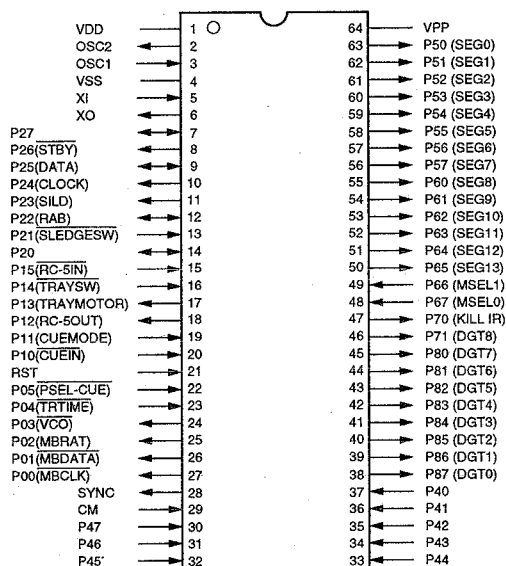 VDD 1 64 VPP
OSC2 2 63 P50 (SEG0)
OSC1 3 62 P51 (SEG1)
VSS 4 61 P52 (SEG2)
XI 5 60 P53 (SEG3)
XO 6 59 P54 (SEG4)
P27 7 58 P55 (SEG5)
P26(STBY) 8 57 P56 (SEG6)
P25(DATA) 9 56 P57 (SEG7)
P24(CLOCK) 10 55 P60 (SEG8)
P23(SILD) 11 54 P61 (SEG9)
P22(RAB) 12 53 P62 (SEG10)
P21(SLEDGESW) 13 52 P63 (SEG11)
P20 14 51 P64 (SEG12)
P15(RC-5IN) 15 50 P65 (SEG13)
P14(TRAYSW) 16 49 P66 (MSEL1)
P13(TRAYMOTOR) 17 48 P67 (MSEL0)
P12(RC-5OUT) 18 47 P70 (KILL IR)
P11(CUEMODE) 19 46 P71 (DGT8)
P10(CUEIN) 20 45 P80 (DGT7)
RST 21 44 P81 (DGT6)
P05(PSEL-CUE) 22 43 P82 (DGT5)
P04(TRTIME) 23 42 P83 (DGT4)
P03(VCO) 24 41 P84 (DGT3)
P02(MBRAT) 25 40 P85 (DGT2)
P01(MBDATA) 26 39 P86 (DGT1)
P00(MBCLK) 27 38 P87 (DGT0)
SYNC 28 37 P40
CM 29 36 P41
P47 30 35 P42
P46 31 34 P43
P45 32 33 P44